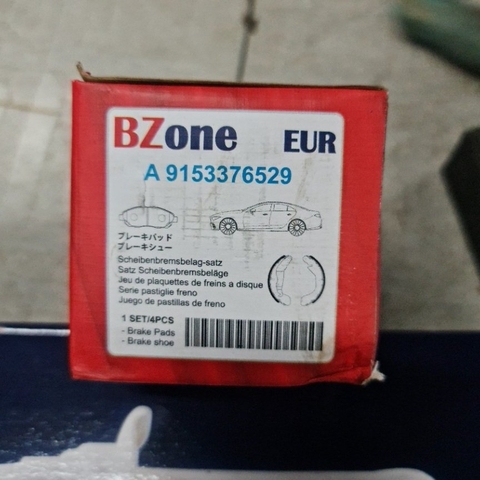 BZone EUR
A 9153376529
ブレーキパッド
ブレーキシュー
Scheibenbremsbelag-satz
Satz Scheibenbremsbeläge
Jeu de plaquettes de freins a disque
Serie pastiglie freno
Juego de pastillas de freno
1 SET/4PCS
- Brake Pads
- Brake shoe